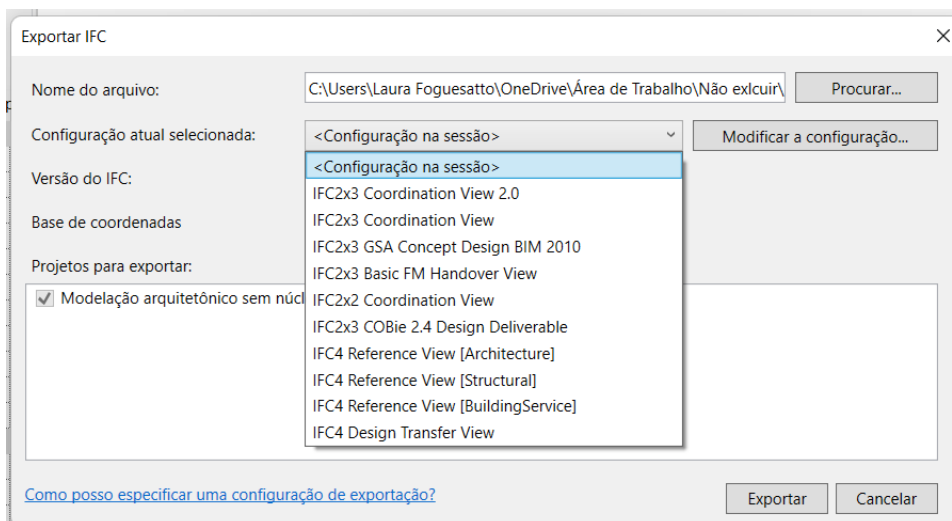 Exportar IFC
Nome do arquivo: C:\Users\Laura Foguesatto\OneDrive\Área de Trabalho\Não exlcuir\ Procurar...
Configuração atual selecionada: <Configuração na sessão> Modificar a configuração...
<Configuração na sessão>
Versão do IFC:
IFC2x3 Coordination View 2.0
IFC2x3 Coordination View
Base de coordenadas
IFC2x3 GSA Concept Design BIM 2010
Projetos para exportar:
IFC2x3 Basic FM Handover View
Modelação arquitetônico sem
IFC2x2 Coordination View
IFC2x3 COBie 2.4 Design Deliverable
IFC4 Reference View [Architecture]
IFC4 Reference View [Structural]
IFC4 Reference View [BuildingService]
IFC4 Design Transfer View
Como posso especificar uma configuração de exportação?
Exportar Cancelar